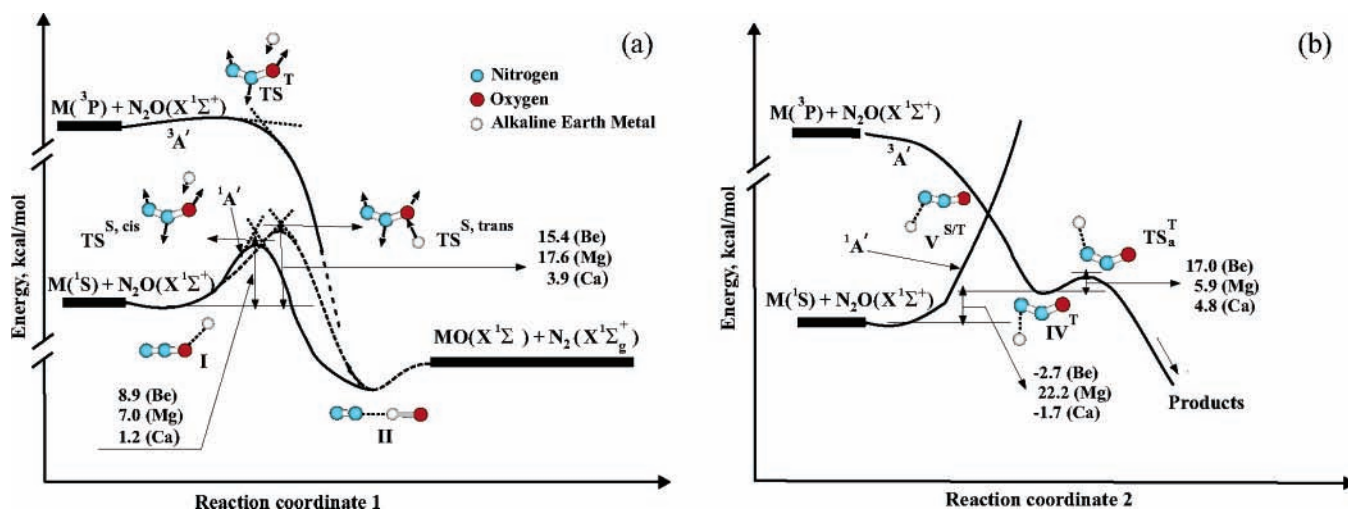 (a)
TS^T
Nitrogen
Oxygen
Alkaline Earth Metal
M(³P) + N₂O(X¹Σ⁺)
³A′
Energy, kcal/mol
¹A′
TS^{S, cis}
TS^{S, trans}
15.4 (Be)
17.6 (Mg)
3.9 (Ca)
M(¹S) + N₂O(X¹Σ⁺)
I
MO(X¹Σ ) + N₂(X¹Σg⁺)
8.9 (Be)
7.0 (Mg)
1.2 (Ca)
II
Reaction coordinate 1
(b)
M(³P) + N₂O(X¹Σ⁺)
³A′
Energy, kcal/mol
V^{S/T}
TSₐ^T
¹A′
17.0 (Be)
5.9 (Mg)
4.8 (Ca)
M(¹S) + N₂O(X¹Σ⁺)
IV^T
-2.7 (Be)
22.2 (Mg)
-1.7 (Ca)
Products
Reaction coordinate 2